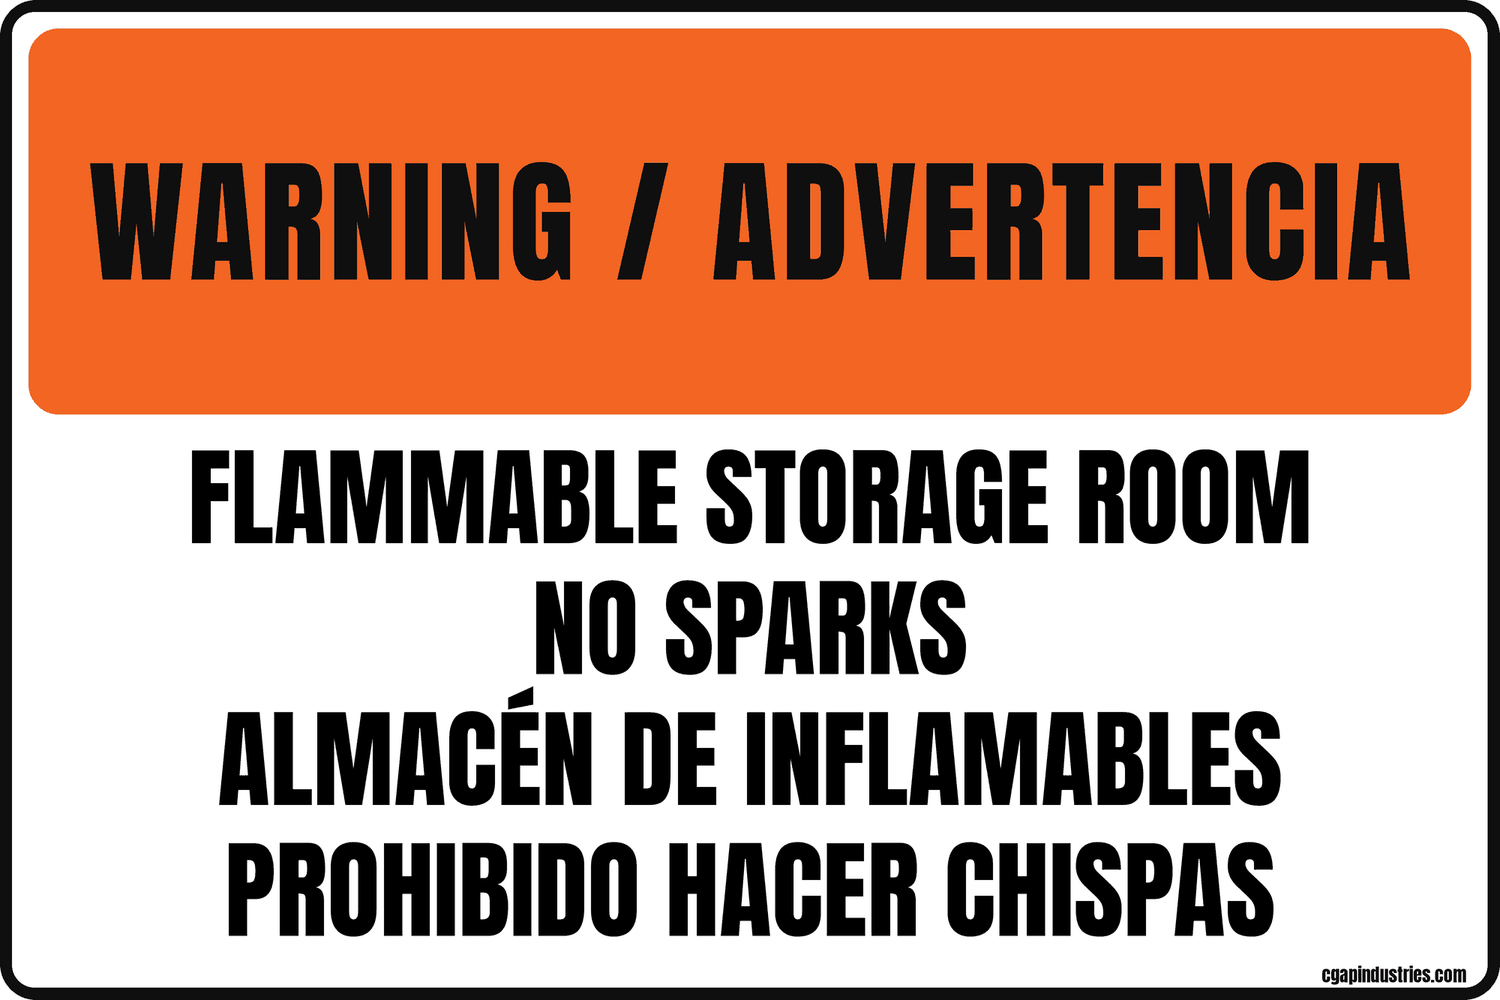 WARNING / ADVERTENCIA
FLAMMABLE STORAGE ROOM
NO SPARKS
ALMACÉN DE INFLAMABLES
PROHIBIDO HACER CHISPAS
cgapindustries.com